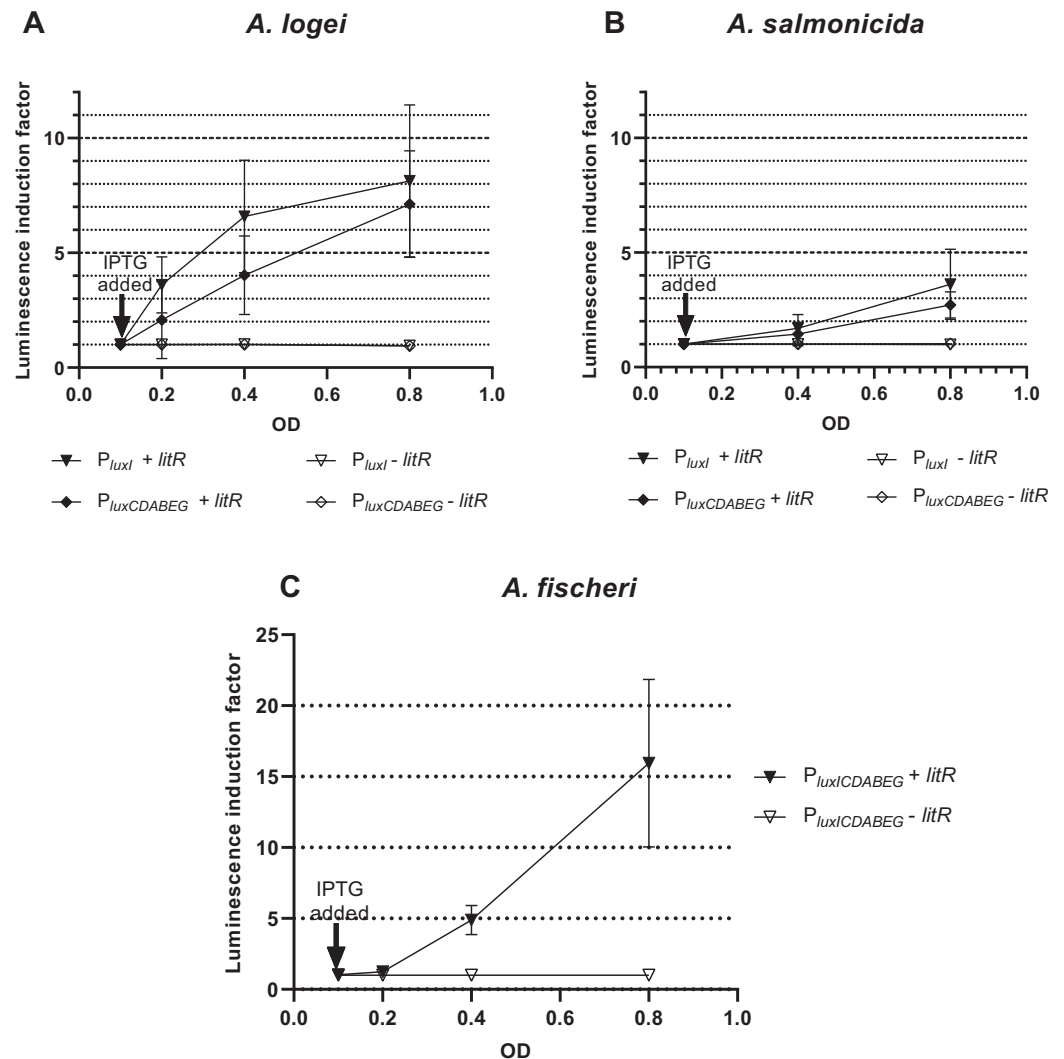 A
A. logei
Luminescence induction factor
10
5
0
IPTG
added
0.0 0.2 0.4 0.6 0.8 1.0
OD
PluxI + litR
PluxI - litR
PluxCDABEG + litR
PluxCDABEG - litR
B
A. salmonicida
Luminescence induction factor
10
5
0
IPTG
added
0.0 0.2 0.4 0.6 0.8 1.0
OD
PluxI + litR
PluxI - litR
PluxCDABEG + litR
PluxCDABEG - litR
C
A. fischeri
Luminescence induction factor
25
20
15
10
5
0
IPTG
added
0.0 0.2 0.4 0.6 0.8 1.0
OD
PluxICDABEG + litR
PluxICDABEG - litR